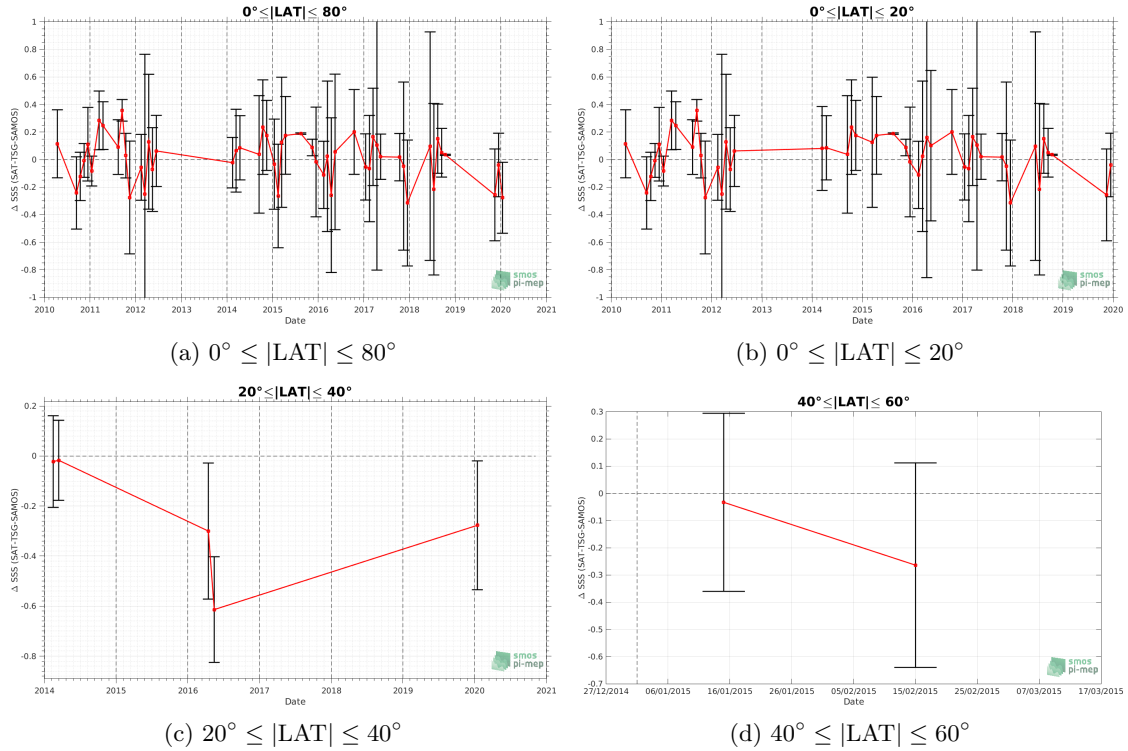 0°≤|LAT|≤ 80°
Δ SSS (SAT-TSG-SAMOS)
1
0.8
0.6
0.4
0.2
0
-0.2
-0.4
-0.6
-0.8
-1
2010 2011 2012 2013 2014 2015 2016 2017 2018 2019 2020 2021
Date
smos
pi-mep
(a) 0° ≤ |LAT| ≤ 80°
0°≤|LAT|≤ 20°
Δ SSS (SAT-TSG-SAMOS)
1
0.8
0.6
0.4
0.2
0
-0.2
-0.4
-0.6
-0.8
-1
2010 2011 2012 2013 2014 2015 2016 2017 2018 2019 2020
Date
smos
pi-mep
(b) 0° ≤ |LAT| ≤ 20°
20°≤|LAT|≤ 40°
Δ SSS (SAT-TSG-SAMOS)
0.2
0
-0.2
-0.4
-0.6
-0.8
2014 2015 2016 2017 2018 2019 2020 2021
Date
smos
pi-mep
(c) 20° ≤ |LAT| ≤ 40°
40°≤|LAT|≤ 60°
Δ SSS (SAT-TSG-SAMOS)
0.3
0.2
0.1
0
-0.1
-0.2
-0.3
-0.4
-0.5
-0.6
-0.7
27/12/2014 06/01/2015 16/01/2015 26/01/2015 05/02/2015 15/02/2015 25/02/2015 07/03/2015 17/03/2015
Date
smos
pi-mep
(d) 40° ≤ |LAT| ≤ 60°